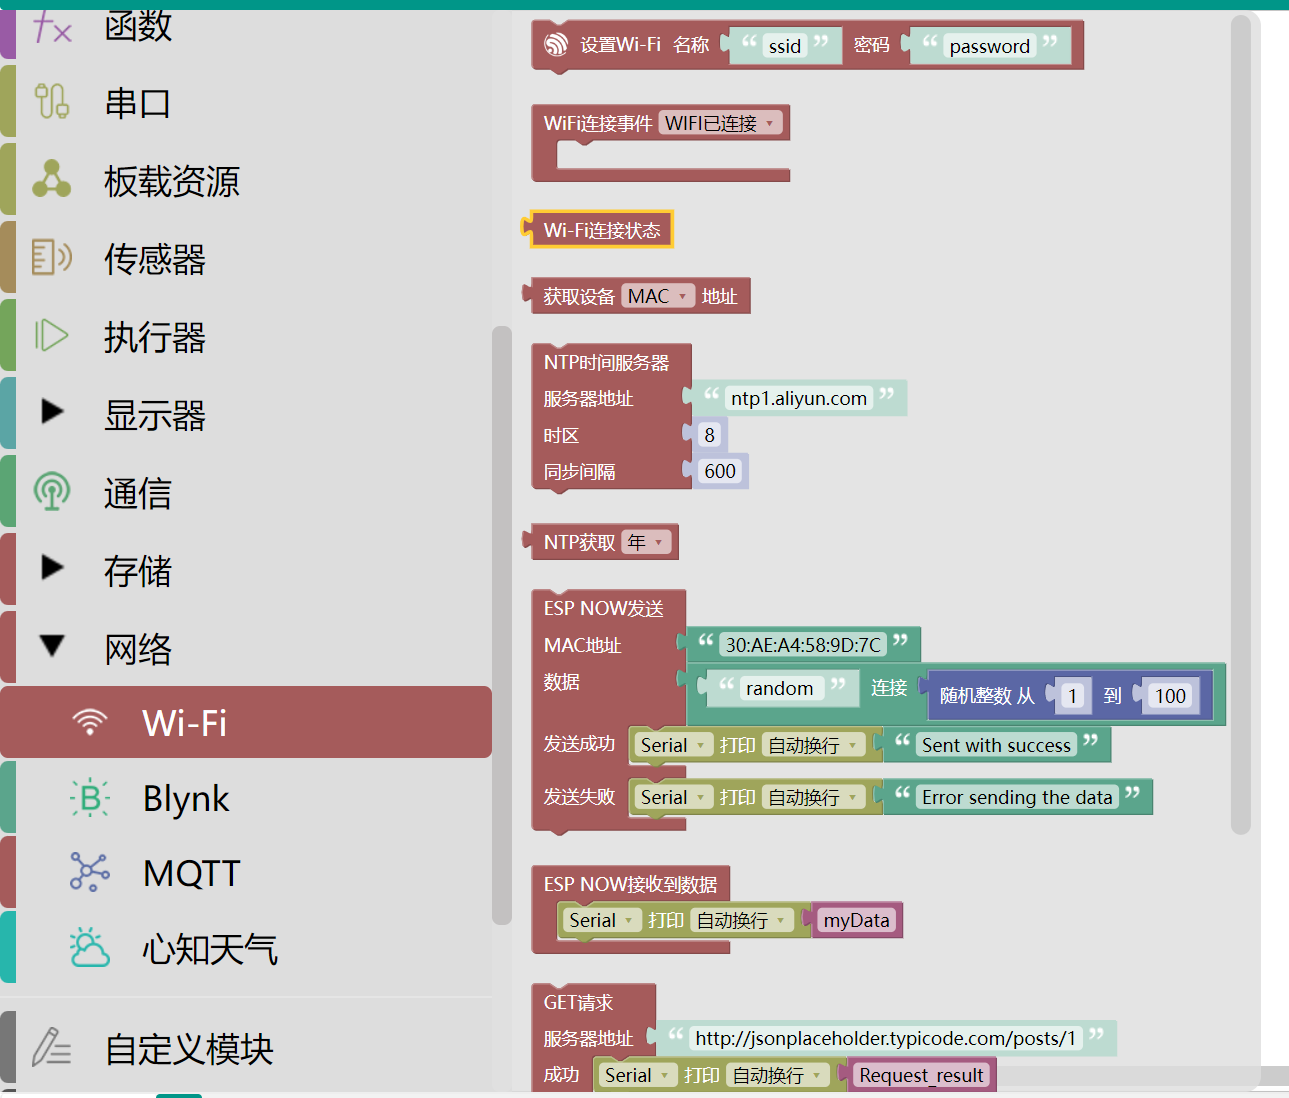 函数
串口
板载资源
传感器
执行器
显示器
通信
存储
网络
Wi-Fi
Blynk
MQTT
心知天气
自定义模块
设置Wi-Fi 名称 “ ssid ” 密码 “ password ”
WiFi连接事件 WIFI已连接
Wi-Fi连接状态
获取设备 MAC 地址
NTP时间服务器
服务器地址 “ ntp1.aliyun.com ”
时区 8
同步间隔 600
NTP获取 年
ESP NOW发送
MAC地址 “ 30:AE:A4:58:9D:7C ”
数据 “ random ” 连接 随机整数 从 1 到 100
发送成功 Serial 打印 自动换行 “ Sent with success ”
发送失败 Serial 打印 自动换行 “ Error sending the data ”
ESP NOW接收到数据
Serial 打印 自动换行 myData
GET请求
服务器地址 “ http://jsonplaceholder.typicode.com/posts/1 ”
成功 Serial 打印 自动换行 Request_result